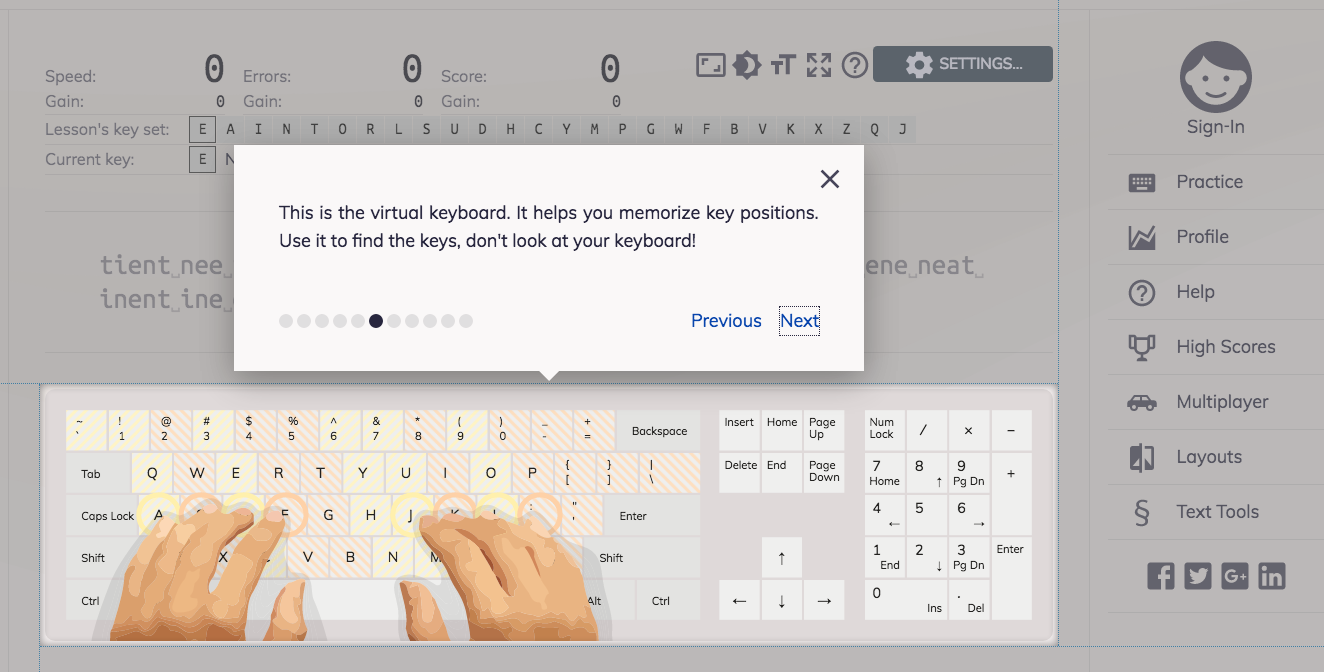 Speed: 0 Errors: 0 Score: 0
Gain: 0 Gain: 0 Gain: 0
SETTINGS...
Lesson's key set: E A I N T O R L S U D H C Y M P G W F B V K X Z Q J
Current key: E
This is the virtual keyboard. It helps you memorize key positions.
Use it to find the keys, don't look at your keyboard!
tient␣nee␣ ene␣neat␣
inent␣ine␣
Previous Next
~ ! @ # $ % ^ & * ( ) _ +
` 1 2 3 4 5 6 7 8 9 0 - = Backspace
Tab Q W E R T Y U I O P { [ } ] | \
Caps Lock A F G H J K L : " ' Enter
Shift X C V B N M Shift
Ctrl Alt Ctrl
Insert Home Page Up
Delete End Page Down
↑
← ↓ →
Num Lock / × −
7 Home 8 ↑ 9 Pg Dn +
4 ← 5 6 →
1 End 2 ↓ 3 Pg Dn Enter
0 Ins . Del
Sign-In
Practice
Profile
Help
High Scores
Multiplayer
Layouts
§ Text Tools
f G+ in